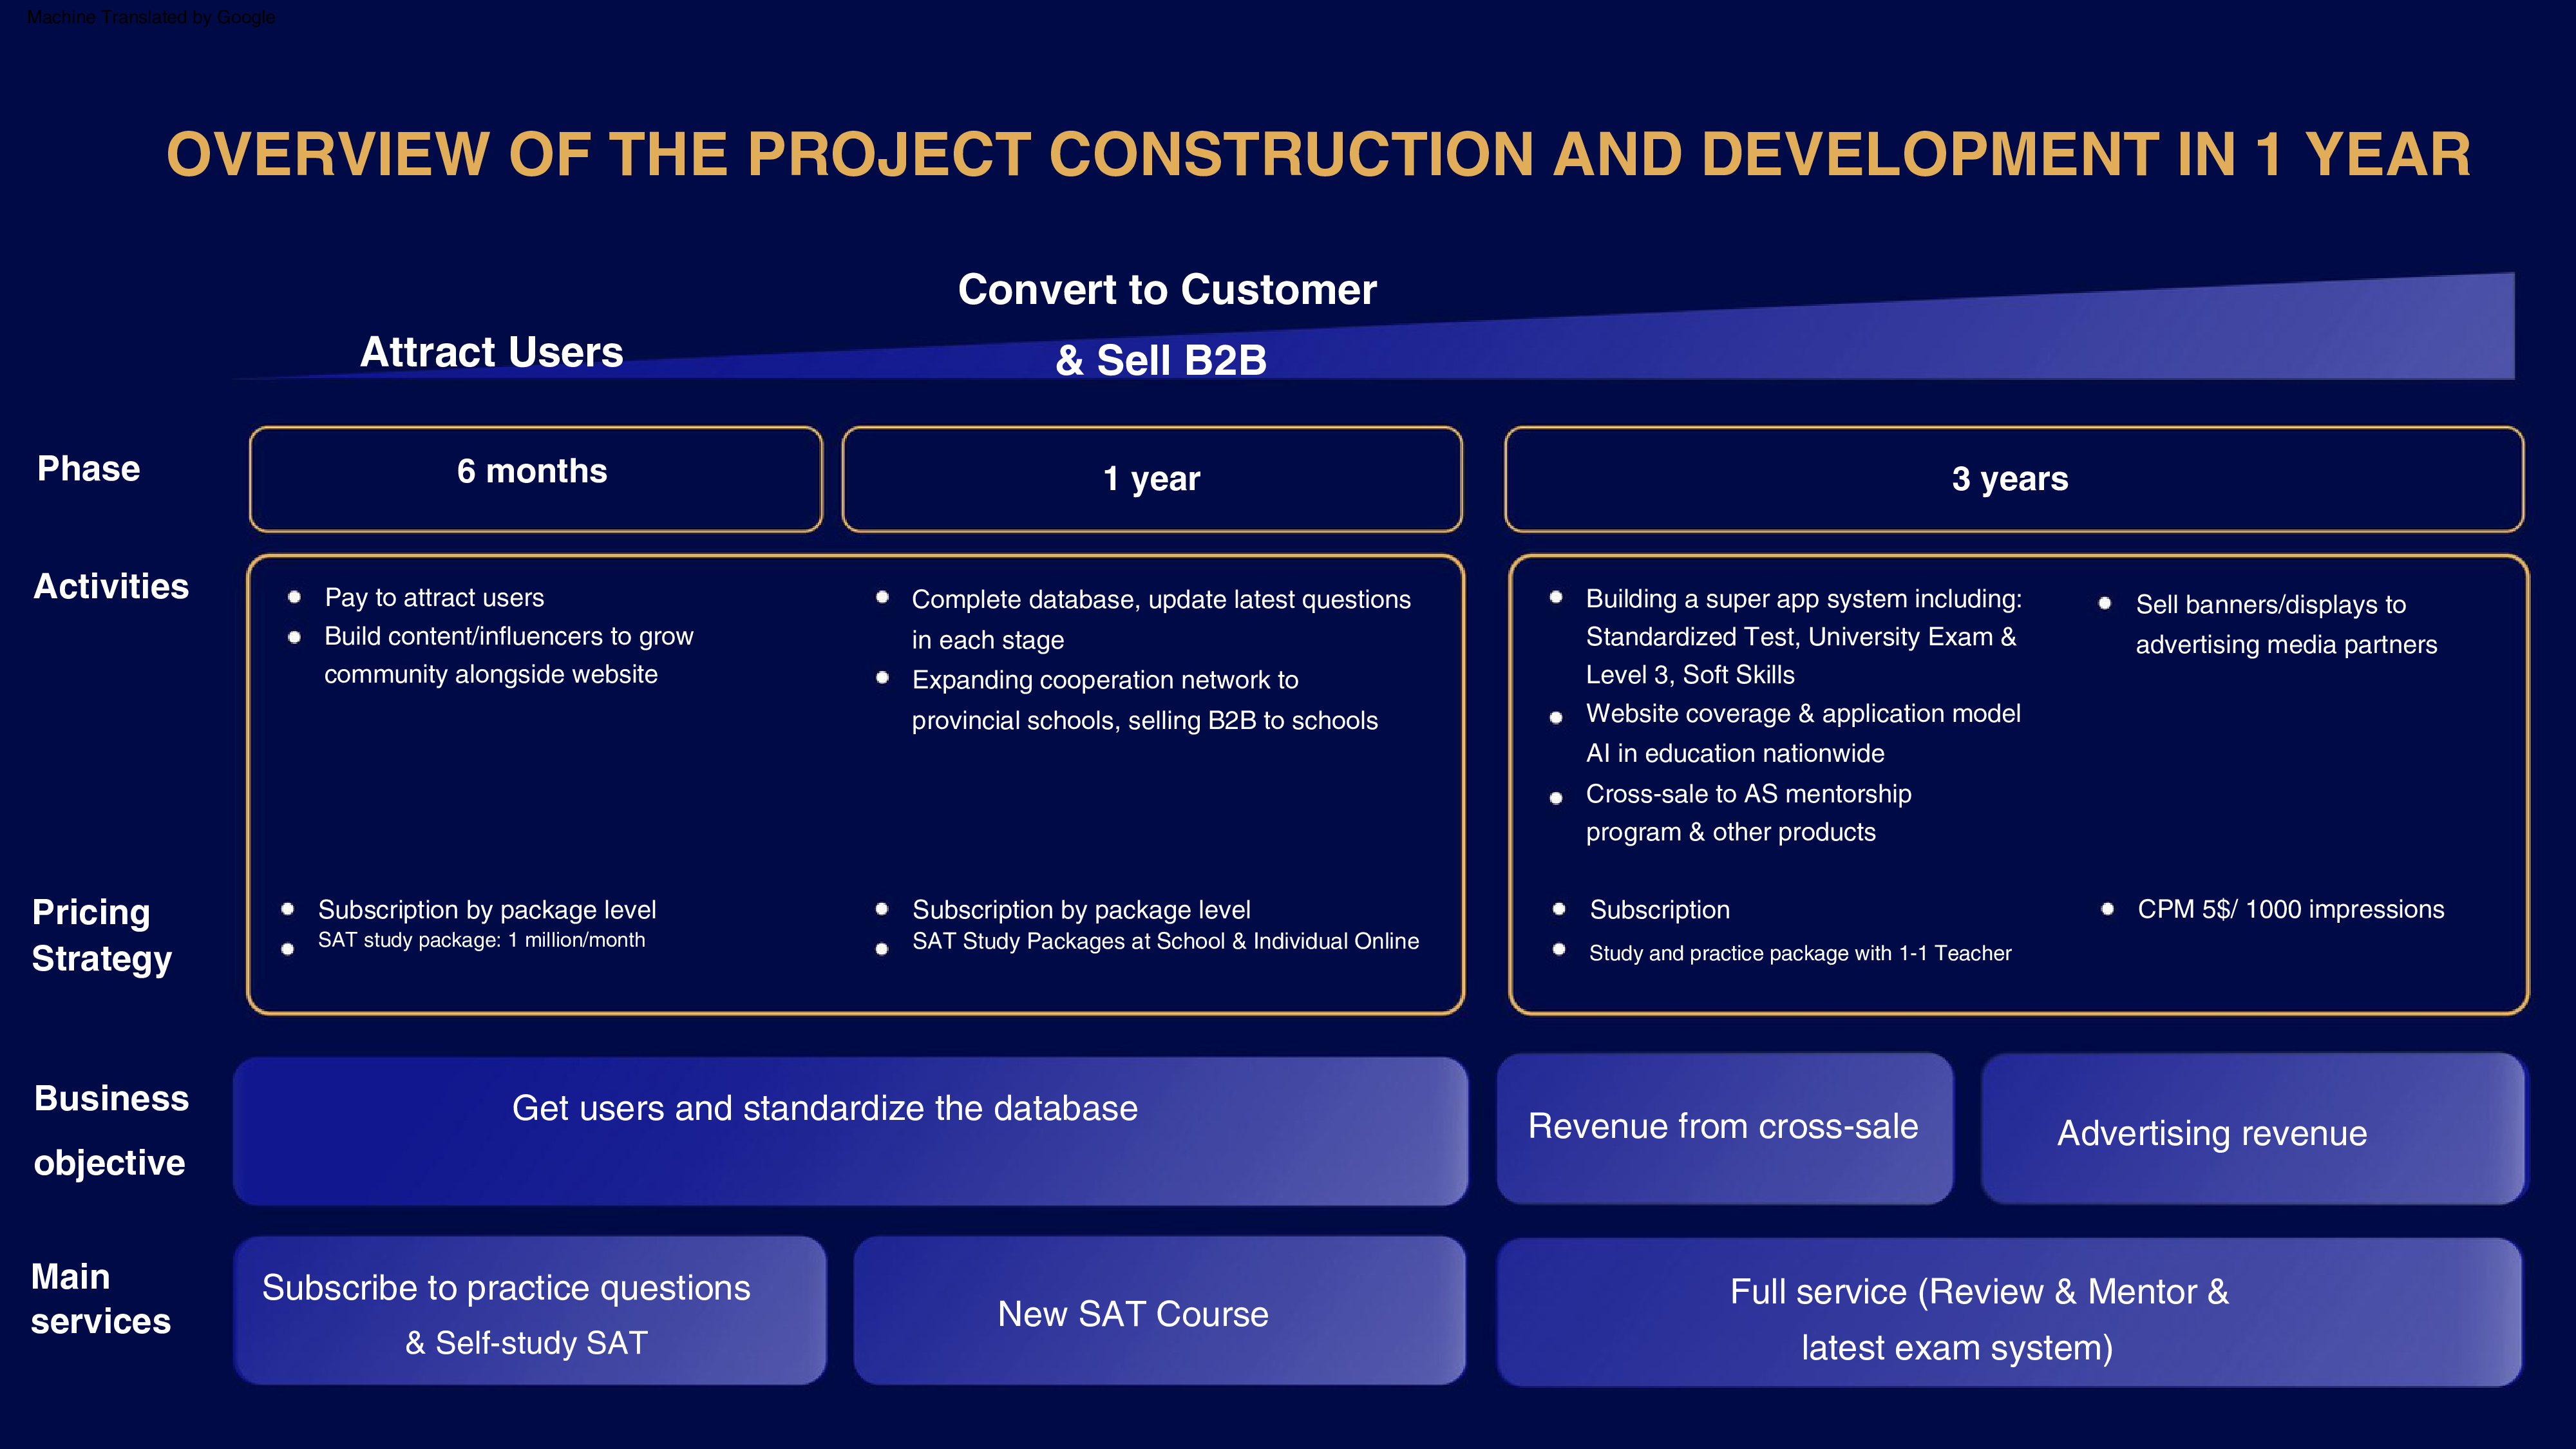 Machine Translated by Google
OVERVIEW OF THE PROJECT CONSTRUCTION AND DEVELOPMENT IN 1 YEAR
Attract Users
Convert to Customer
& Sell B2B
Phase
6 months
1 year
3 years
Activities
Pay to attract users
Build content/influencers to grow
community alongside website
Complete database, update latest questions
in each stage
Expanding cooperation network to
provincial schools, selling B2B to schools
Building a super app system including:
Standardized Test, University Exam &
Level 3, Soft Skills
Website coverage & application model
AI in education nationwide
Cross-sale to AS mentorship
program & other products
Sell banners/displays to
advertising media partners
Pricing
Strategy
Subscription by package level
SAT study package: 1 million/month
Subscription by package level
SAT Study Packages at School & Individual Online
Subscription
Study and practice package with 1-1 Teacher
CPM 5$/ 1000 impressions
Business
objective
Get users and standardize the database
Revenue from cross-sale
Advertising revenue
Main
services
Subscribe to practice questions
& Self-study SAT
New SAT Course
Full service (Review & Mentor &
latest exam system)